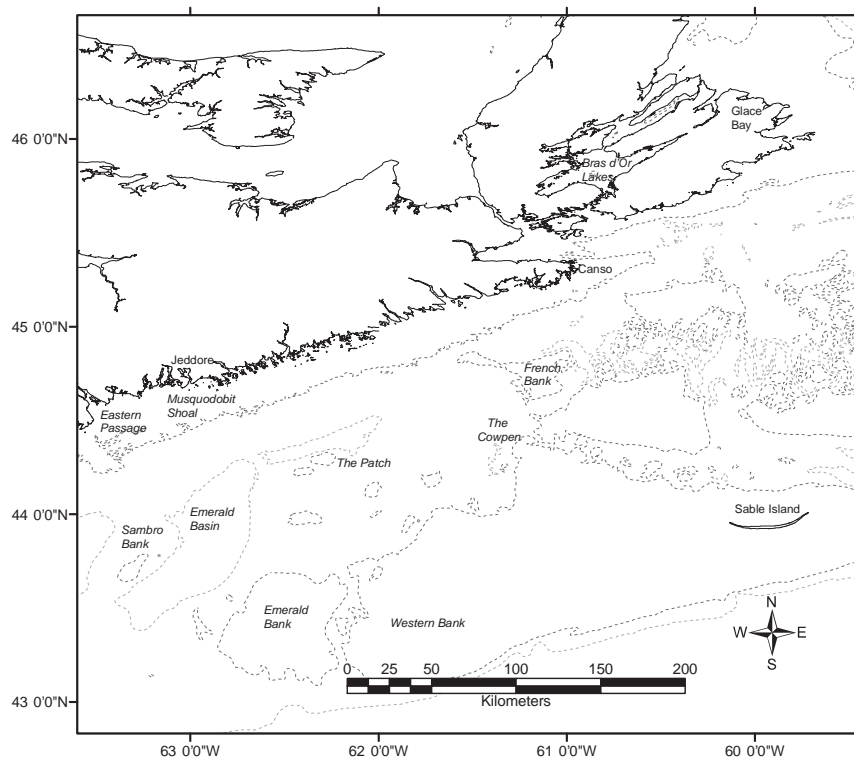 Glace
Bay
46 0'0"N
Bras d'Or
Lakes
Canso
45 0'0"N
Jeddore
French
Bank
Musquodobit
Shoal
Eastern
Passage
The
Cowpen
The Patch
Emerald
Basin
44 0'0"N
Sable Island
Sambro
Bank
Emerald
Bank
Western Bank
N
W E
S
0 25 50 100 150 200
Kilometers
43 0'0"N
63 0'0"W 62 0'0"W 61 0'0"W 60 0'0"W